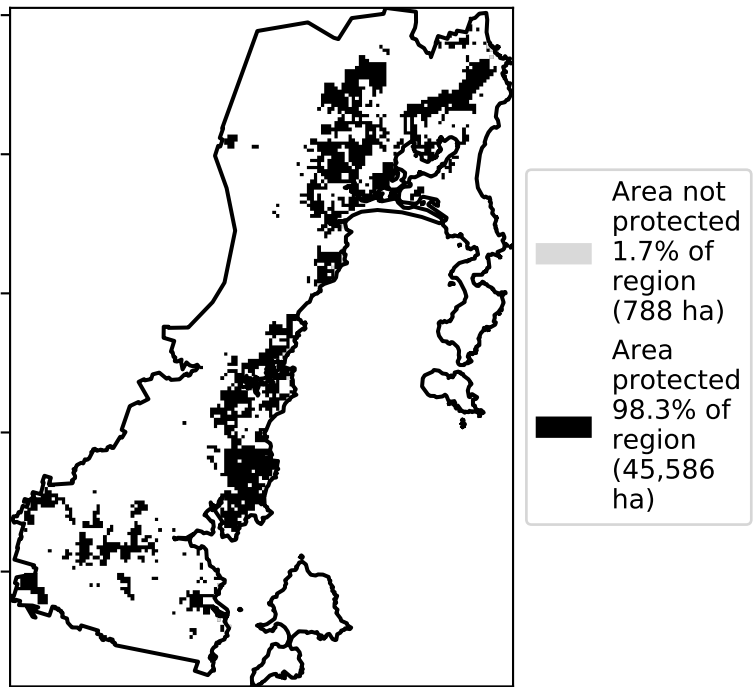 Area not
protected
1.7% of
region
(788 ha)
Area
protected
98.3% of
region
(45,586
ha)